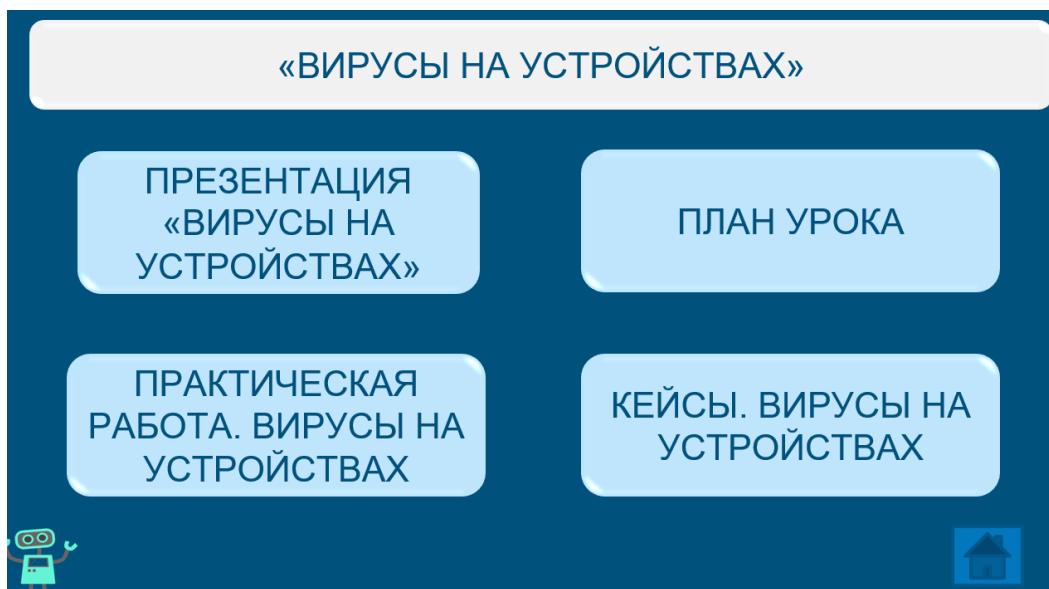 «ВИРУСЫ НА УСТРОЙСТВАХ»
ПРЕЗЕНТАЦИЯ
«ВИРУСЫ НА
УСТРОЙСТВАХ»
ПЛАН УРОКА
ПРАКТИЧЕСКАЯ
РАБОТА. ВИРУСЫ НА
УСТРОЙСТВАХ
КЕЙСЫ. ВИРУСЫ НА
УСТРОЙСТВАХ